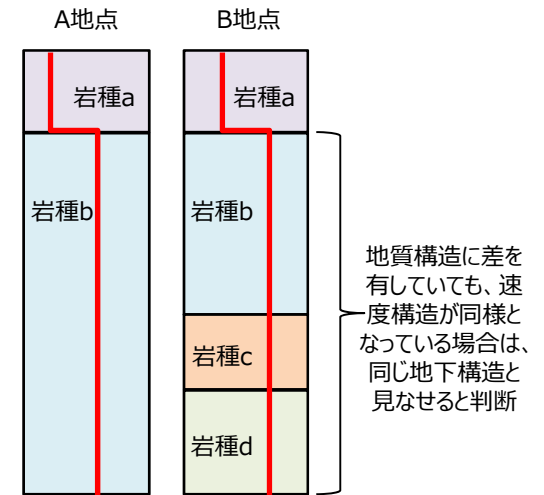 A地点
B地点
岩種a
岩種a
岩種b
岩種b
岩種c
岩種d
地質構造に差を
有していても、速
度構造が同様と
なっている場合は、
同じ地下構造と
見なせると判断